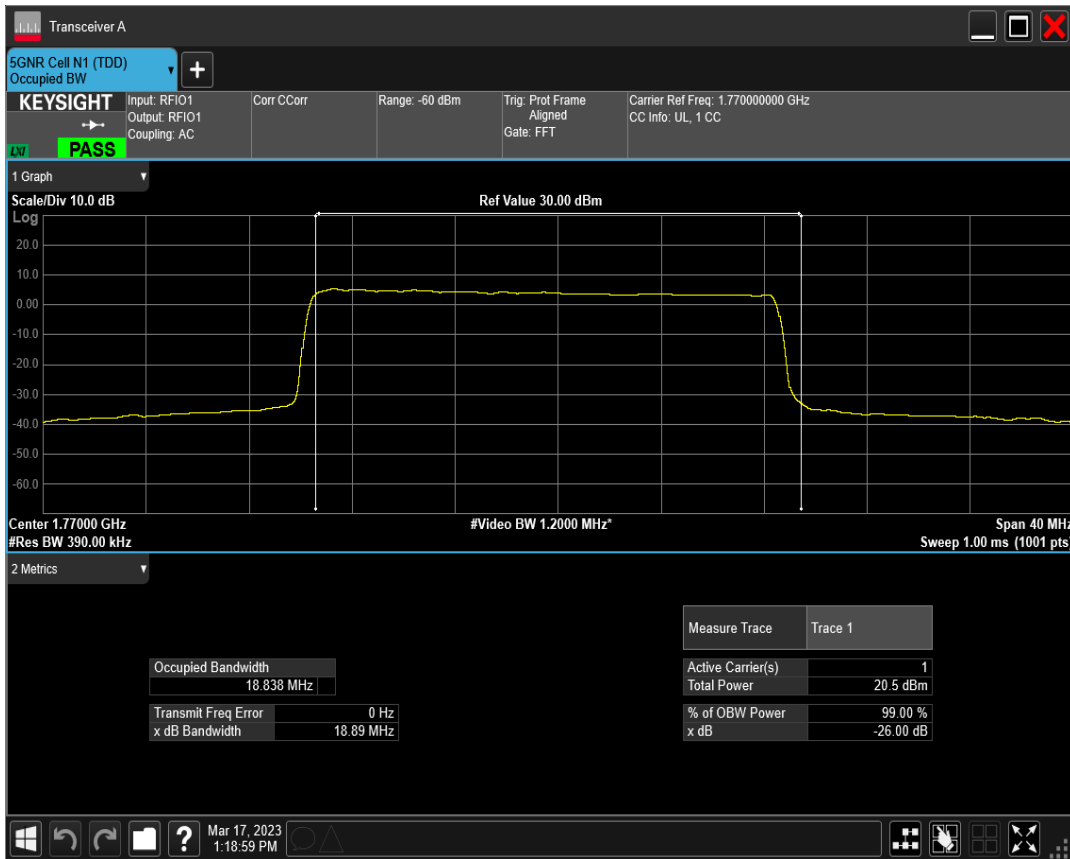 Transceiver A
5GNR Cell N1 (TDD)
Occupied BW
+
KEYSIGHT
LXI
PASS
Input: RFIO1
Output: RFIO1
Coupling: AC
Corr CCorr
Range: -60 dBm
Trig: Prot Frame
Aligned
Gate: FFT
Carrier Ref Freq: 1.770000000 GHz
CC Info: UL, 1 CC
1 Graph
Scale/Div 10.0 dB
Ref Value 30.00 dBm
Log
20.0
10.0
0.00
-10.0
-20.0
-30.0
-40.0
-50.0
-60.0
Center 1.77000 GHz
#Video BW 1.2000 MHz*
Span 40 MHz
#Res BW 390.00 kHz
Sweep 1.00 ms (1001 pts)
2 Metrics
Measure Trace Trace 1
Occupied Bandwidth
18.838 MHz
Active Carrier(s) 1
Total Power 20.5 dBm
Transmit Freq Error 0 Hz
x dB Bandwidth 18.89 MHz
% of OBW Power 99.00 %
x dB -26.00 dB
?
Mar 17, 2023
1:18:59 PM